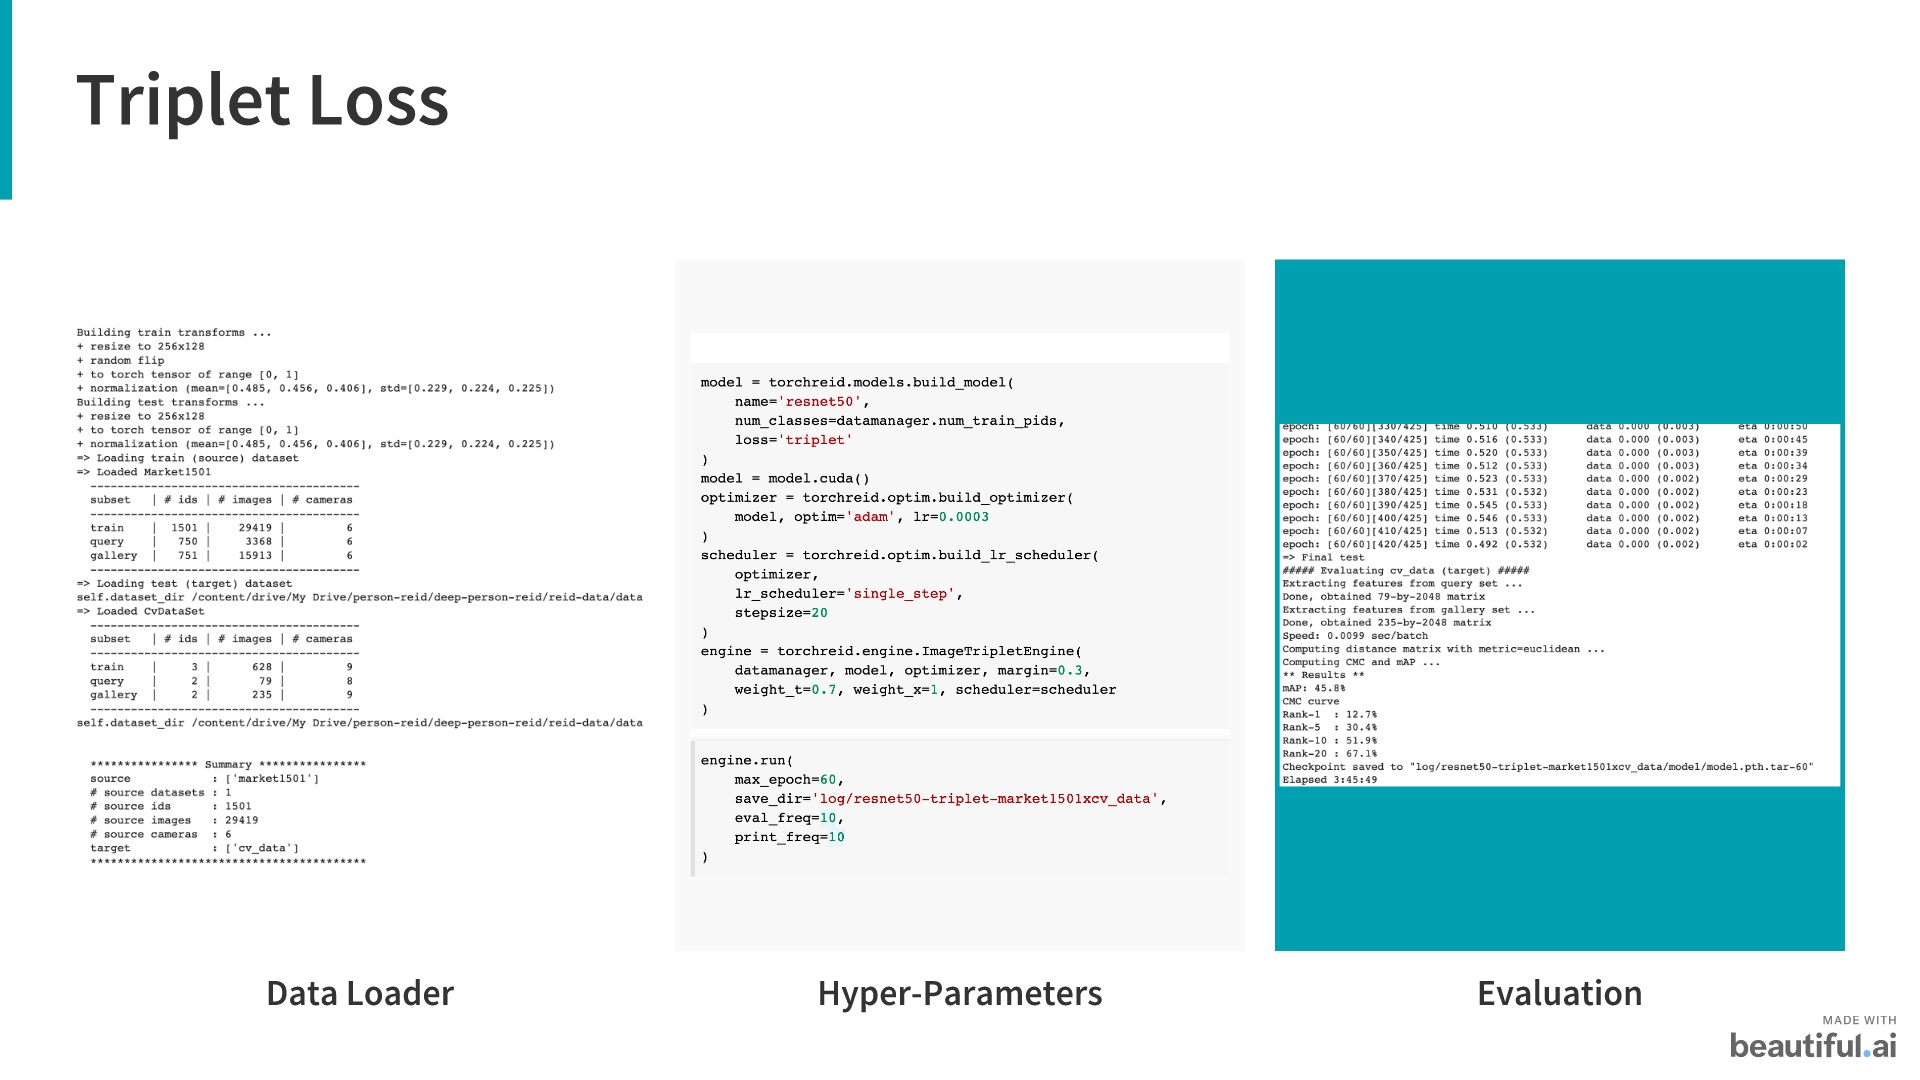 Triplet Loss
Building train transforms ...
+ resize to 256x128
+ random flip
+ to torch tensor of range [0, 1]
+ normalization (mean=[0.485, 0.456, 0.406], std=[0.229, 0.224, 0.225])
Building test transforms ...
+ resize to 256x128
+ to torch tensor of range [0, 1]
+ normalization (mean=[0.485, 0.456, 0.406], std=[0.229, 0.224, 0.225])
=> Loading train (source) dataset
=> Loaded Market1501
----------------------------------------
subset   | # ids | # images | # cameras
----------------------------------------
train    |  1501 |    29419 |         6
query    |   750 |     3368 |         6
gallery  |   751 |    15913 |         6
----------------------------------------
=> Loading test (target) dataset
self.dataset_dir /content/drive/My Drive/person-reid/deep-person-reid/reid-data/data
=> Loaded CvDataSet
----------------------------------------
subset   | # ids | # images | # cameras
----------------------------------------
train    |     3 |      628 |         9
query    |     2 |       79 |         8
gallery  |     2 |      235 |         9
----------------------------------------
self.dataset_dir /content/drive/My Drive/person-reid/deep-person-reid/reid-data/data
**************** Summary ****************
source            : ['market1501']
# source datasets : 1
# source ids      : 1501
# source images   : 29419
# source cameras  : 6
target            : ['cv_data']
*****************************************
Data Loader
model = torchreid.models.build_model(
name='resnet50',
num_classes=datamanager.num_train_pids,
loss='triplet'
)
model = model.cuda()
optimizer = torchreid.optim.build_optimizer(
model, optim='adam', lr=0.0003
)
scheduler = torchreid.optim.build_lr_scheduler(
optimizer,
lr_scheduler='single_step',
stepsize=20
)
engine = torchreid.engine.ImageTripletEngine(
datamanager, model, optimizer, margin=0.3,
weight_t=0.7, weight_x=1, scheduler=scheduler
)
engine.run(
max_epoch=60,
save_dir='log/resnet50-triplet-market1501xcv_data',
eval_freq=10,
print_freq=10
)
Hyper-Parameters
epoch: [60/60][330/425] time 0.510 (0.533) data 0.000 (0.003) eta 0:00:50
epoch: [60/60][340/425] time 0.516 (0.533) data 0.000 (0.003) eta 0:00:45
epoch: [60/60][350/425] time 0.520 (0.533) data 0.000 (0.003) eta 0:00:39
epoch: [60/60][360/425] time 0.512 (0.533) data 0.000 (0.003) eta 0:00:34
epoch: [60/60][370/425] time 0.523 (0.533) data 0.000 (0.002) eta 0:00:29
epoch: [60/60][380/425] time 0.531 (0.532) data 0.000 (0.002) eta 0:00:23
epoch: [60/60][390/425] time 0.545 (0.533) data 0.000 (0.002) eta 0:00:18
epoch: [60/60][400/425] time 0.546 (0.533) data 0.000 (0.002) eta 0:00:13
epoch: [60/60][410/425] time 0.513 (0.532) data 0.000 (0.002) eta 0:00:07
epoch: [60/60][420/425] time 0.492 (0.532) data 0.000 (0.002) eta 0:00:02
=> Final test
##### Evaluating cv_data (target) #####
Extracting features from query set ...
Done, obtained 79-by-2048 matrix
Extracting features from gallery set ...
Done, obtained 235-by-2048 matrix
Speed: 0.0099 sec/batch
Computing distance matrix with metric=euclidean ...
Computing CMC and mAP ...
** Results **
mAP: 45.8%
CMC curve
Rank-1  : 12.7%
Rank-5  : 30.4%
Rank-10 : 51.9%
Rank-20 : 67.1%
Checkpoint saved to "log/resnet50-triplet-market1501xcv_data/model/model.pth.tar-60"
Elapsed 3:45:49
Evaluation
MADE WITH
beautiful.ai